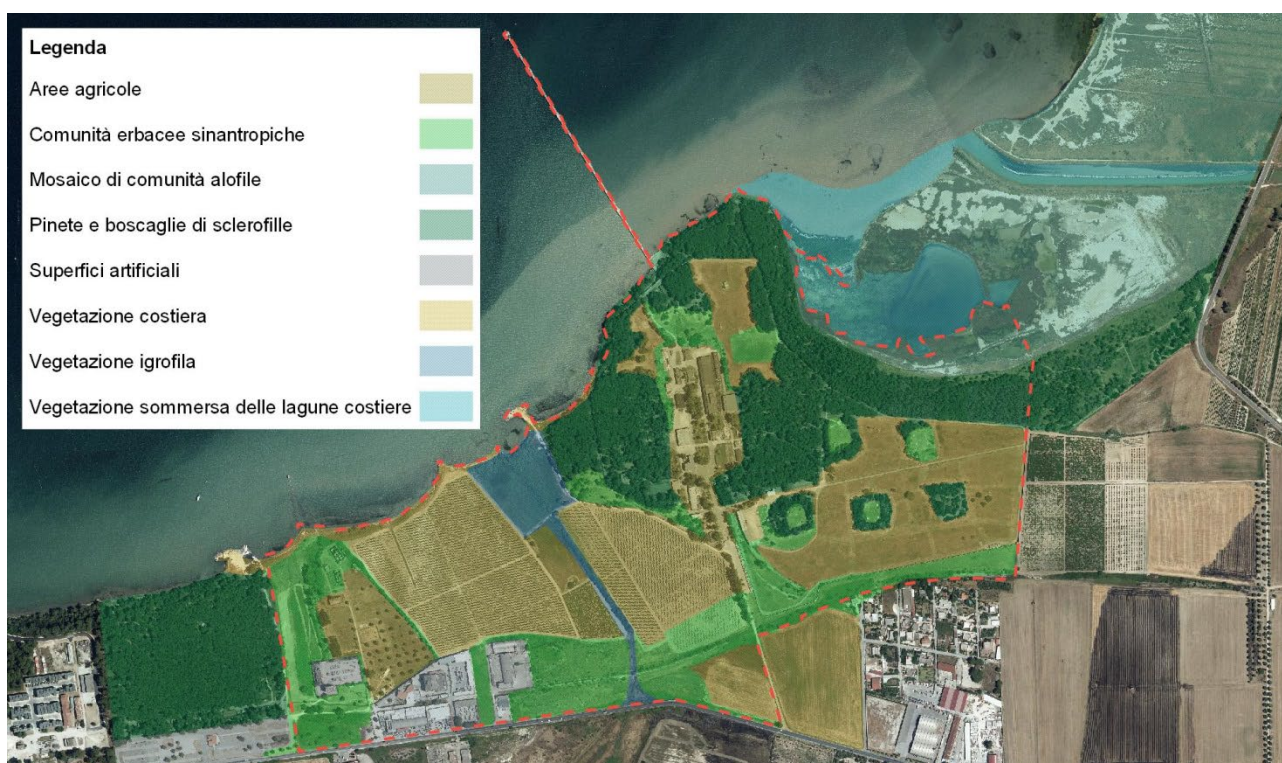 Legenda
Aree agricole
Comunità erbacee sinantropiche
Mosaico di comunità alofile
Pinete e boscaglie di sclerofille
Superfici artificiali
Vegetazione costiera
Vegetazione igrofila
Vegetazione sommersa delle lagune costiere